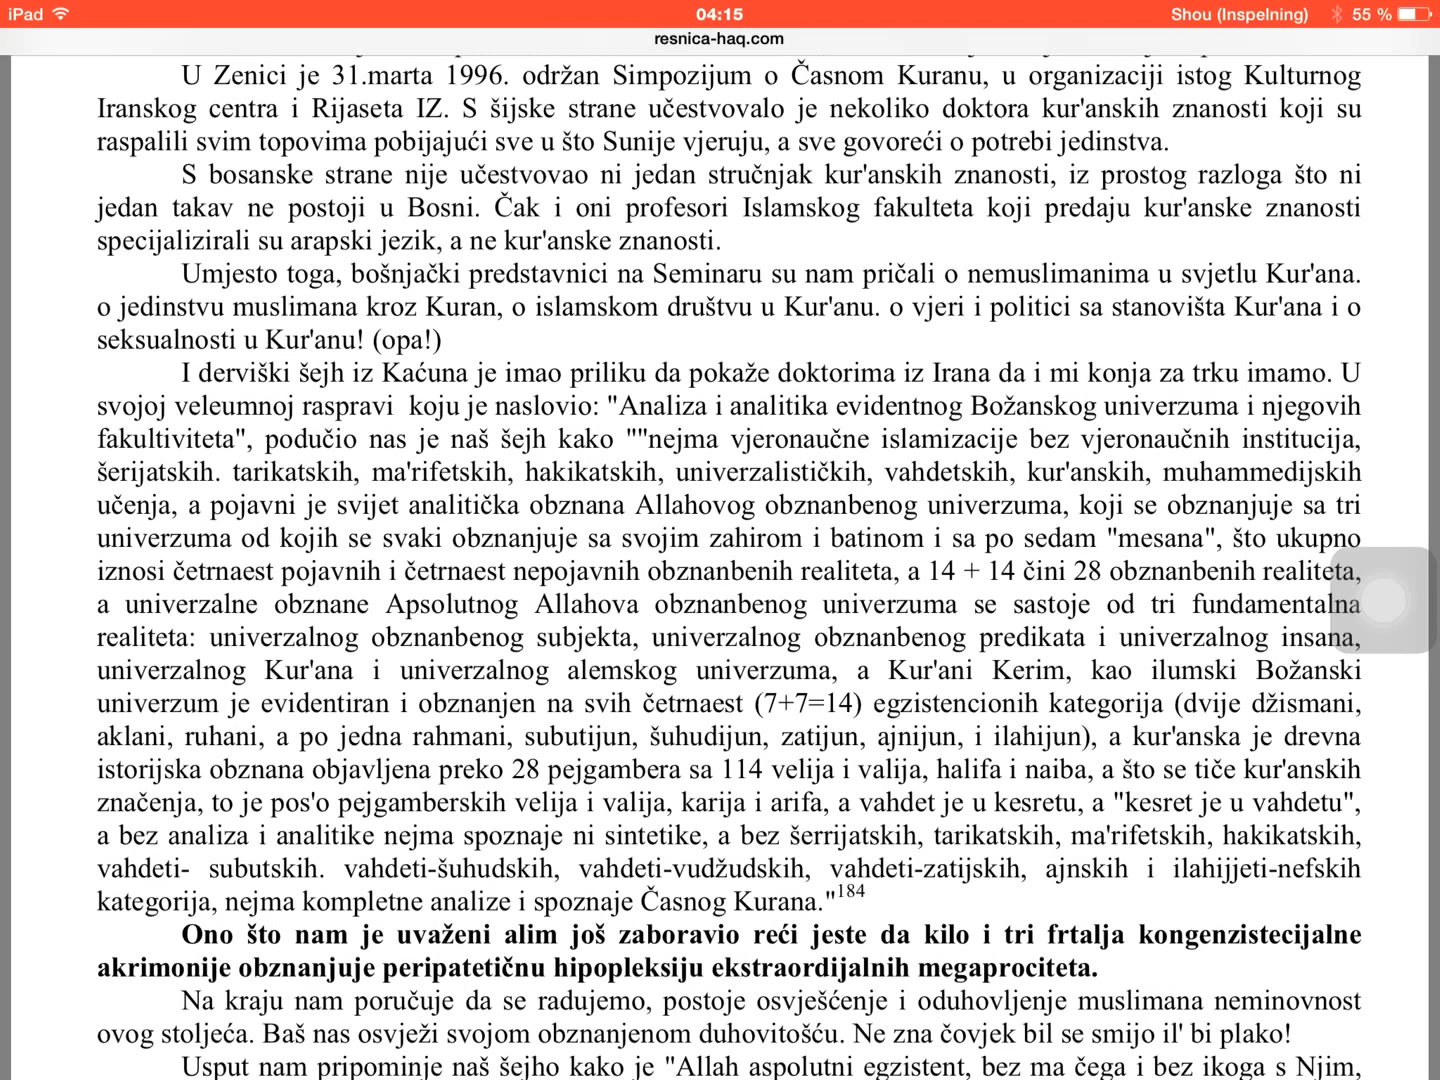 iPad 04:15 Shou (Inspelning) 55 %
resnica-haq.com
U Zenici je 31.marta 1996. održan Simpozijum o Časnom Kuranu, u organizaciji istog Kulturnog
Iranskog centra i Rijaseta IZ. S šijske strane učestvovalo je nekoliko doktora kur'anskih znanosti koji su
raspalili svim topovima pobijajući sve u što Sunije vjeruju, a sve govoreći o potrebi jedinstva.
S bosanske strane nije učestvovao ni jedan stručnjak kur'anskih znanosti, iz prostog razloga što ni
jedan takav ne postoji u Bosni. Čak i oni profesori Islamskog fakulteta koji predaju kur'anske znanosti
specijalizirali su arapski jezik, a ne kur'anske znanosti.
Umjesto toga, bošnjački predstavnici na Seminaru su nam pričali o nemuslimanima u svjetlu Kur'ana.
o jedinstvu muslimana kroz Kuran, o islamskom društvu u Kur'anu. o vjeri i politici sa stanovišta Kur'ana i o
seksualnosti u Kur'anu! (opa!)
I derviški šejh iz Kaćuna je imao priliku da pokaže doktorima iz Irana da i mi konja za trku imamo. U
svojoj veleumnoj raspravi koju je naslovio: "Analiza i analitika evidentnog Božanskog univerzuma i njegovih
fakultiviteta", podučio nas je naš šejh kako ""nejma vjeronaučne islamizacije bez vjeronaučnih institucija,
šerijatskih. tarikatskih, ma'rifetskih, hakikatskih, univerzalističkih, vahdetskih, kur'anskih, muhammedijskih
učenja, a pojavni je svijet analitička obznana Allahovog obznanbenog univerzuma, koji se obznanjuje sa tri
univerzuma od kojih se svaki obznanjuje sa svojim zahirom i batinom i sa po sedam "mesana", što ukupno
iznosi četrnaest pojavnih i četrnaest nepojavnih obznanbenih realiteta, a 14 + 14 čini 28 obznanbenih realiteta,
a univerzalne obznane Apsolutnog Allahova obznanbenog univerzuma se sastoje od tri fundamentalna
realiteta: univerzalnog obznanbenog subjekta, univerzalnog obznanbenog predikata i univerzalnog insana,
univerzalnog Kur'ana i univerzalnog alemskog univerzuma, a Kur'ani Kerim, kao ilumski Božanski
univerzum je evidentiran i obznanjen na svih četrnaest (7+7=14) egzistencionih kategorija (dvije džismani,
aklani, ruhani, a po jedna rahmani, subutijun, šuhudijun, zatijun, ajnijun, i ilahijun), a kur'anska je drevna
istorijska obznana objavljena preko 28 pejgambera sa 114 velija i valija, halifa i naiba, a što se tiče kur'anskih
značenja, to je pos'o pejgamberskih velija i valija, karija i arifa, a vahdet je u kesretu, a "kesret je u vahdetu",
a bez analiza i analitike nejma spoznaje ni sintetike, a bez šerrijatskih, tarikatskih, ma'rifetskih, hakikatskih,
vahdeti- subutskih. vahdeti-šuhudskih, vahdeti-vudžudskih, vahdeti-zatijskih, ajnskih i ilahijjeti-nefskih
kategorija, nejma kompletne analize i spoznaje Časnog Kurana."184
Ono što nam je uvaženi alim još zaboravio reći jeste da kilo i tri frtalja kongenzistecijalne
akrimonije obznanjuje peripatetičnu hipopleksiju ekstraordijalnih megaprociteta.
Na kraju nam poručuje da se radujemo, postoje osvješćenje i oduhovljenje muslimana neminovnost
ovog stoljeća. Baš nas osvježi svojom obznanjenom duhovitošću. Ne zna čovjek bil se smijo il' bi plako!
Usput nam pripominje naš šejho kako je "Allah aspolutni egzistent, bez ma čega i bez ikoga s Njim,